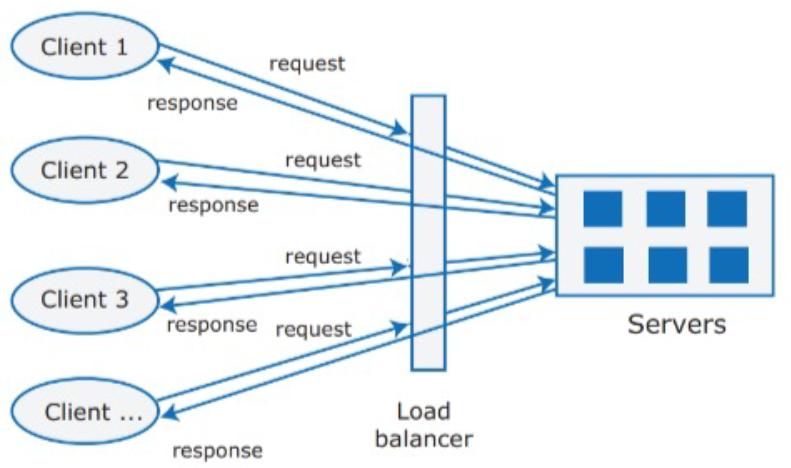 Client 1
request
response
Client 2
request
response
Client 3
request
response
request
Client ...
response
Load
balancer
Servers